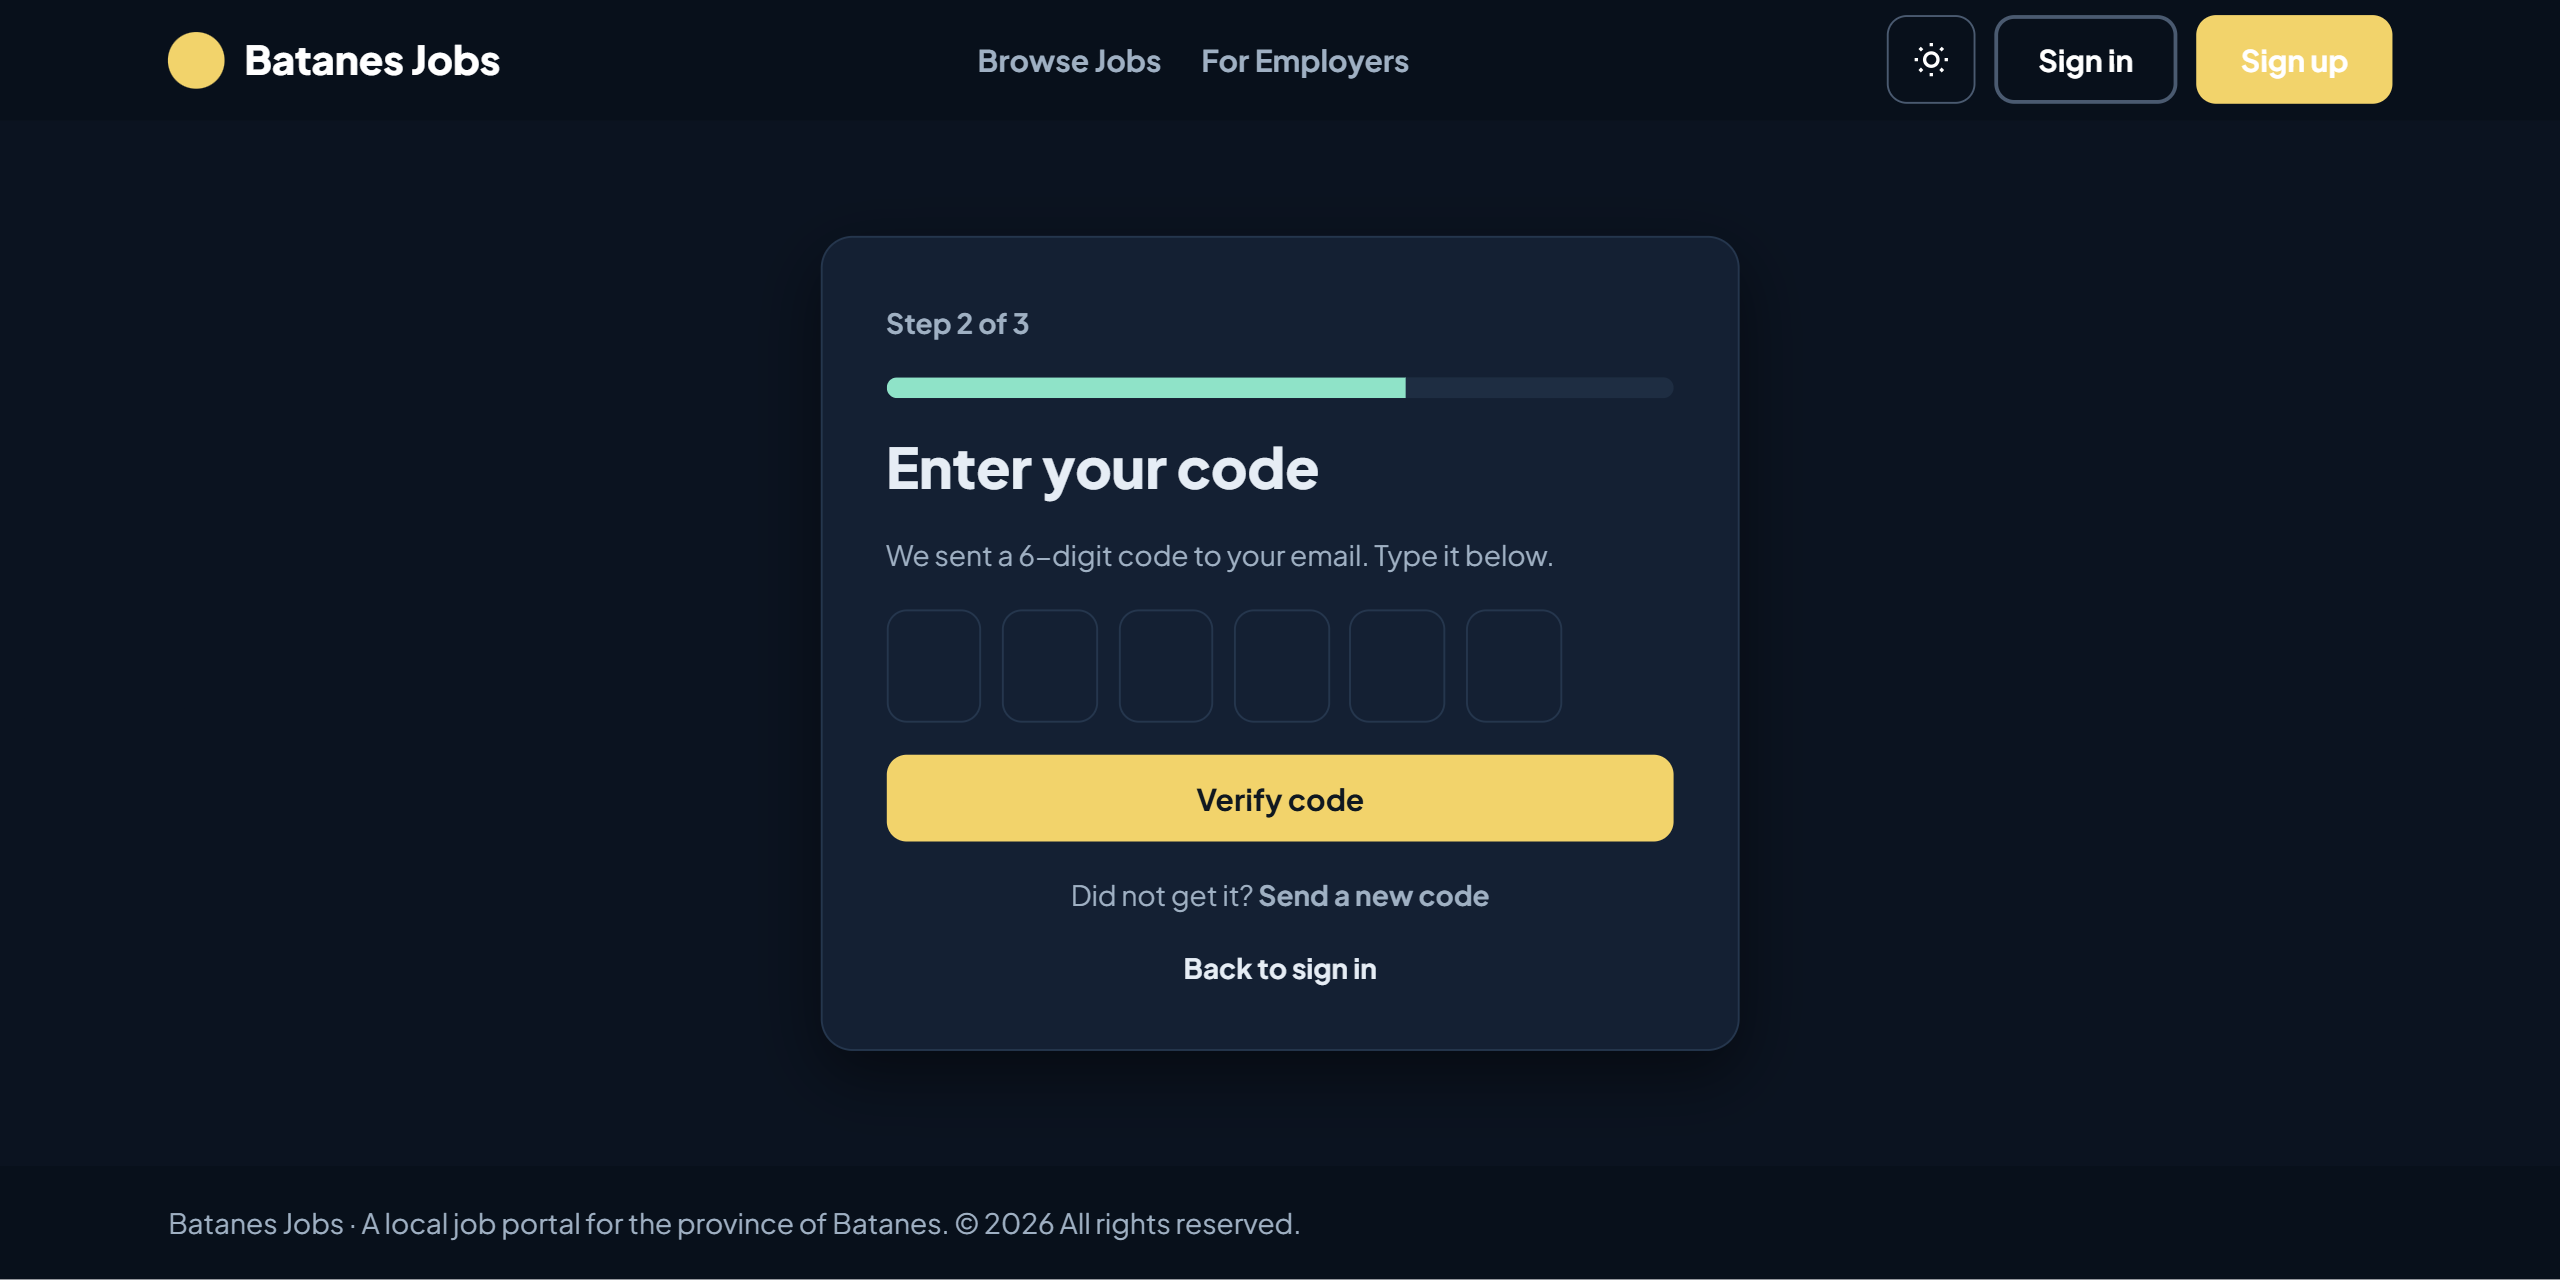 Batanes Jobs
Browse Jobs
For Employers
Sign in
Sign up
Step 2 of 3
Enter your code
We sent a 6-digit code to your email. Type it below.
Verify code
Did not get it? Send a new code
Back to sign in
Batanes Jobs · A local job portal for the province of Batanes. © 2026 All rights reserved.